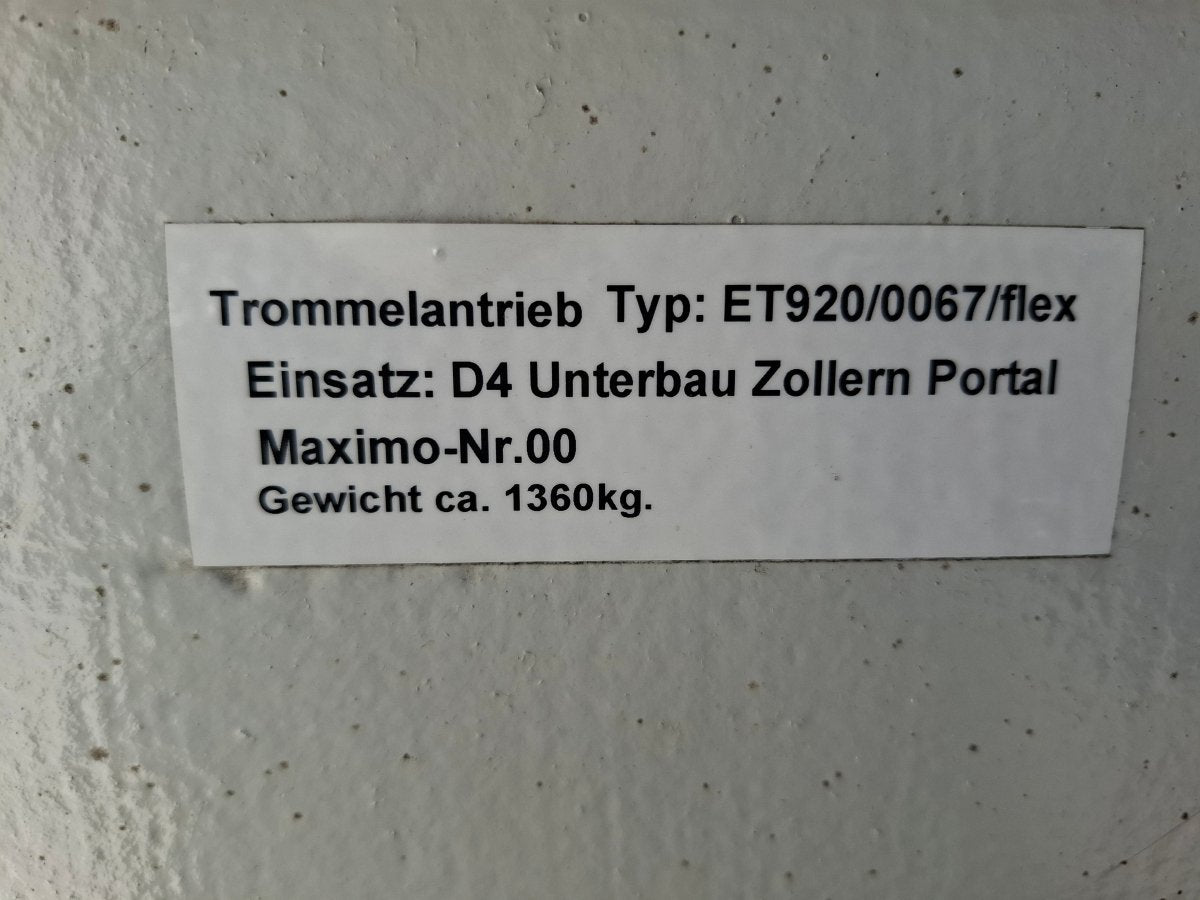 Trommelantrieb Typ: ET920/0067/flex
Einsatz: D4 Unterbau Zollern Portal
Maximo-Nr.00
Gewicht ca. 1360kg.